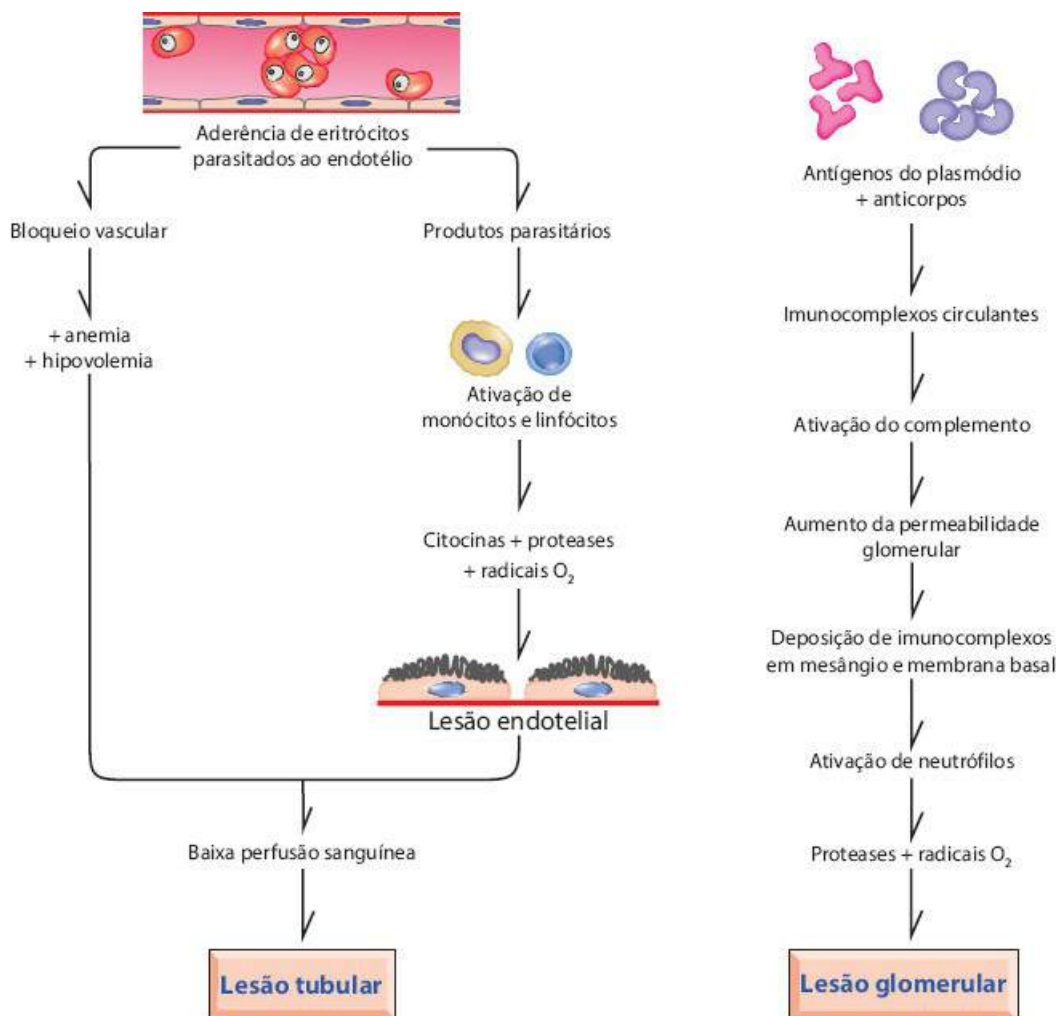 Aderência de eritrócitos
parasitados ao endotélio
Bloqueio vascular
+ anemia
+ hipovolemia
Produtos parasitários
Ativação de
monócitos e linfócitos
Citocinas + proteases
+ radicais O₂
Lesão endotelial
Baixa perfusão sanguínea
Lesão tubular
Antígenos do plasmódio
+ anticorpos
Imunocomplexos circulantes
Ativação do complemento
Aumento da permeabilidade
glomerular
Deposição de imunocomplexos
em mesângio e membrana basal
Ativação de neutrófilos
Proteases + radicais O₂
Lesão glomerular